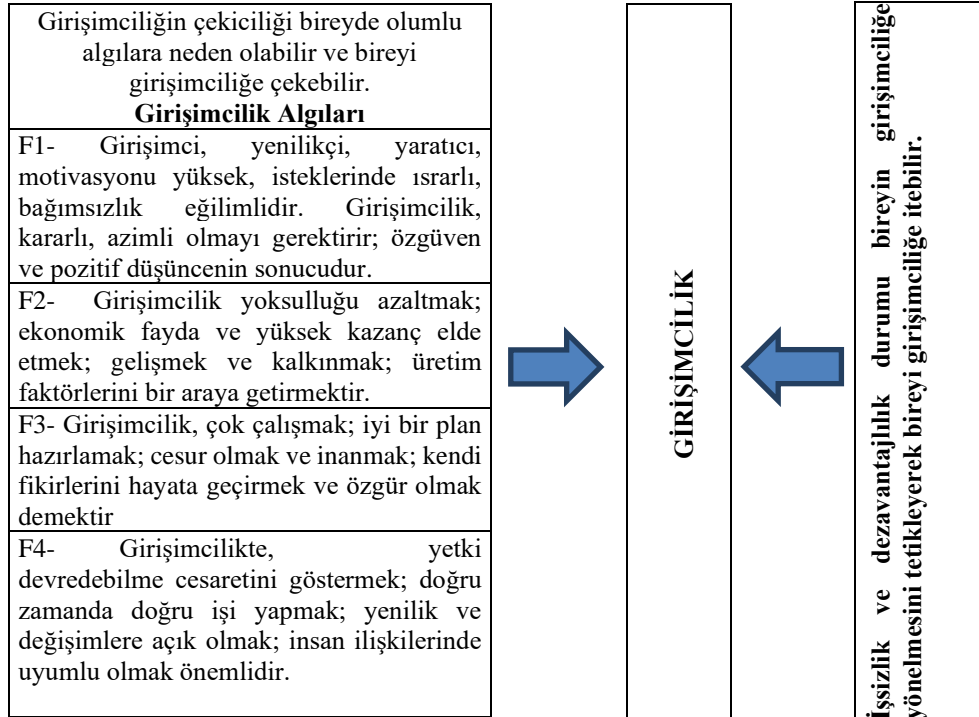 Girişimciliğin çekiciliği bireyde olumlu
algılara neden olabilir ve bireyi
girişimciliğe çekebilir.
Girişimcilik Algıları
F1- Girişimci, yenilikçi, yaratıcı,
motivasyonu yüksek, isteklerinde ısrarlı,
bağımsızlık eğilimlidir. Girişimcilik,
kararlı, azimli olmayı gerektirir; özgüven
ve pozitif düşüncenin sonucudur.
F2- Girişimcilik yoksulluğu azaltmak;
ekonomik fayda ve yüksek kazanç elde
etmek; gelişmek ve kalkınmak; üretim
faktörlerini bir araya getirmektir.
F3- Girişimcilik, çok çalışmak; iyi bir plan
hazırlamak; cesur olmak ve inanmak; kendi
fikirlerini hayata geçirmek ve özgür olmak
demektir
F4- Girişimcilikte, yetki
devredebilme cesaretini göstermek; doğru
zamanda doğru işi yapmak; yenilik ve
değişimlere açık olmak; insan ilişkilerinde
uyumlu olmak önemlidir.
GİRİŞİMCİLİK
İşsizlik ve dezavantajlılık durumu bireyin girişimciliğe
yönelmesini tetikleyerek bireyi girişimciliğe itebilir.